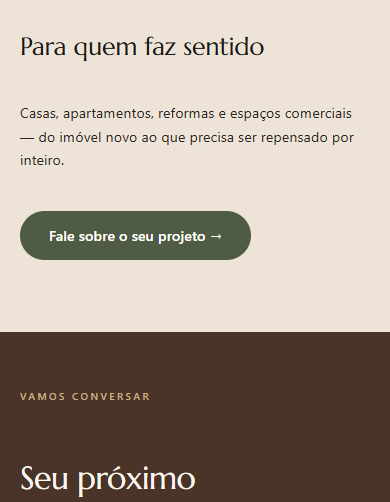 Para quem faz sentido
Casas, apartamentos, reformas e espaços comerciais
— do imóvel novo ao que precisa ser repensado por
inteiro.
Fale sobre o seu projeto →
VAMOS CONVERSAR
Seu próximo